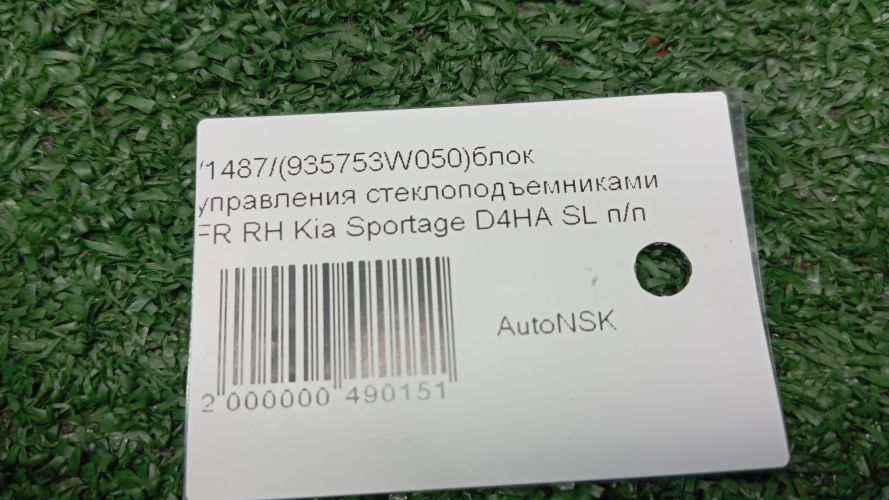 /1487/(935753W050)блок
управления стеклоподъемниками
FR RH Kia Sportage D4HA SL п/п
AutoNSK
2 000000 490151